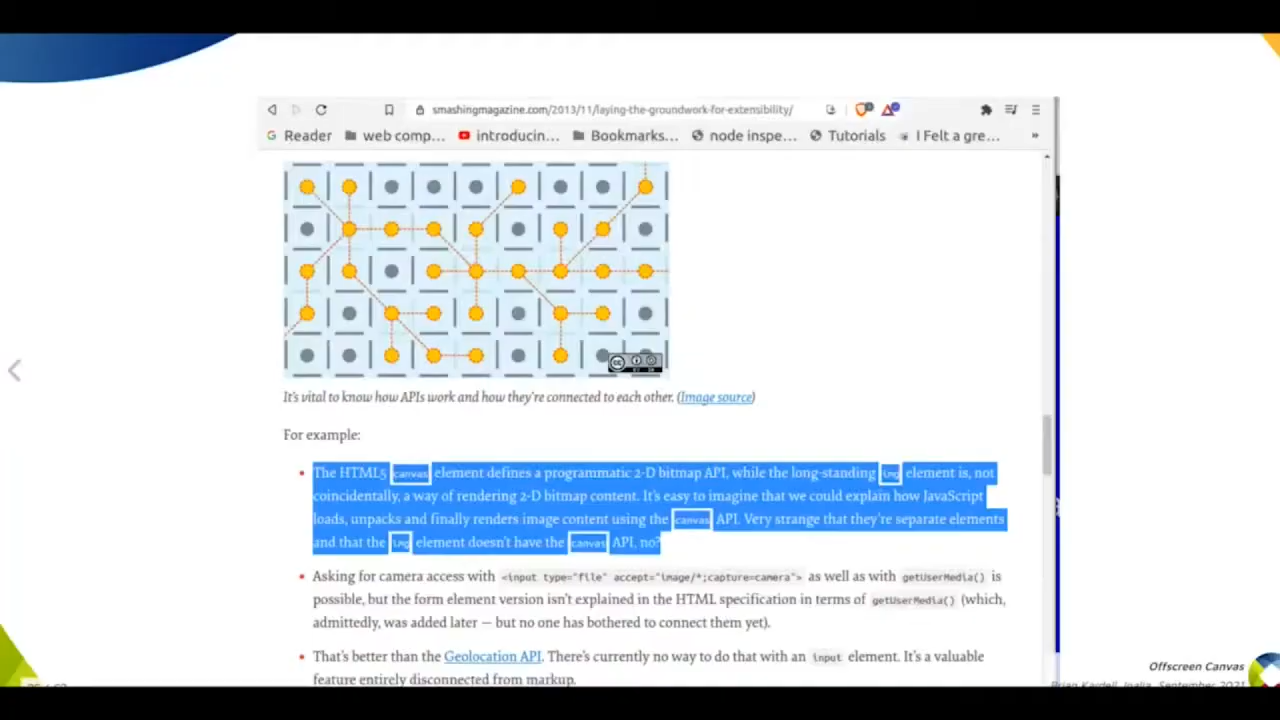 smashingmagazine.com/2013/11/laying-the-groundwork-for-extensibility/
G Reader web comp... introducin... Bookmarks... node inspe... Tutorials I Felt a gre... »
It's vital to know how APIs work and how they're connected to each other. (Image source)
For example:
• The HTML5 canvas element defines a programmatic 2-D bitmap API, while the long-standing img element is, not
coincidentally, a way of rendering 2-D bitmap content. It's easy to imagine that we could explain how JavaScript
loads, unpacks and finally renders image content using the canvas API. Very strange that they're separate elements
and that the img element doesn't have the canvas API, no?
• Asking for camera access with <input type="file" accept="image/*;capture=camera"> as well as with getUserMedia() is
possible, but the form element version isn't explained in the HTML specification in terms of getUserMedia() (which,
admittedly, was added later — but no one has bothered to connect them yet).
• That's better than the Geolocation API. There's currently no way to do that with an input element. It's a valuable
feature entirely disconnected from markup.
Offscreen Canvas
Brian Kardell, Igalia, September 2021